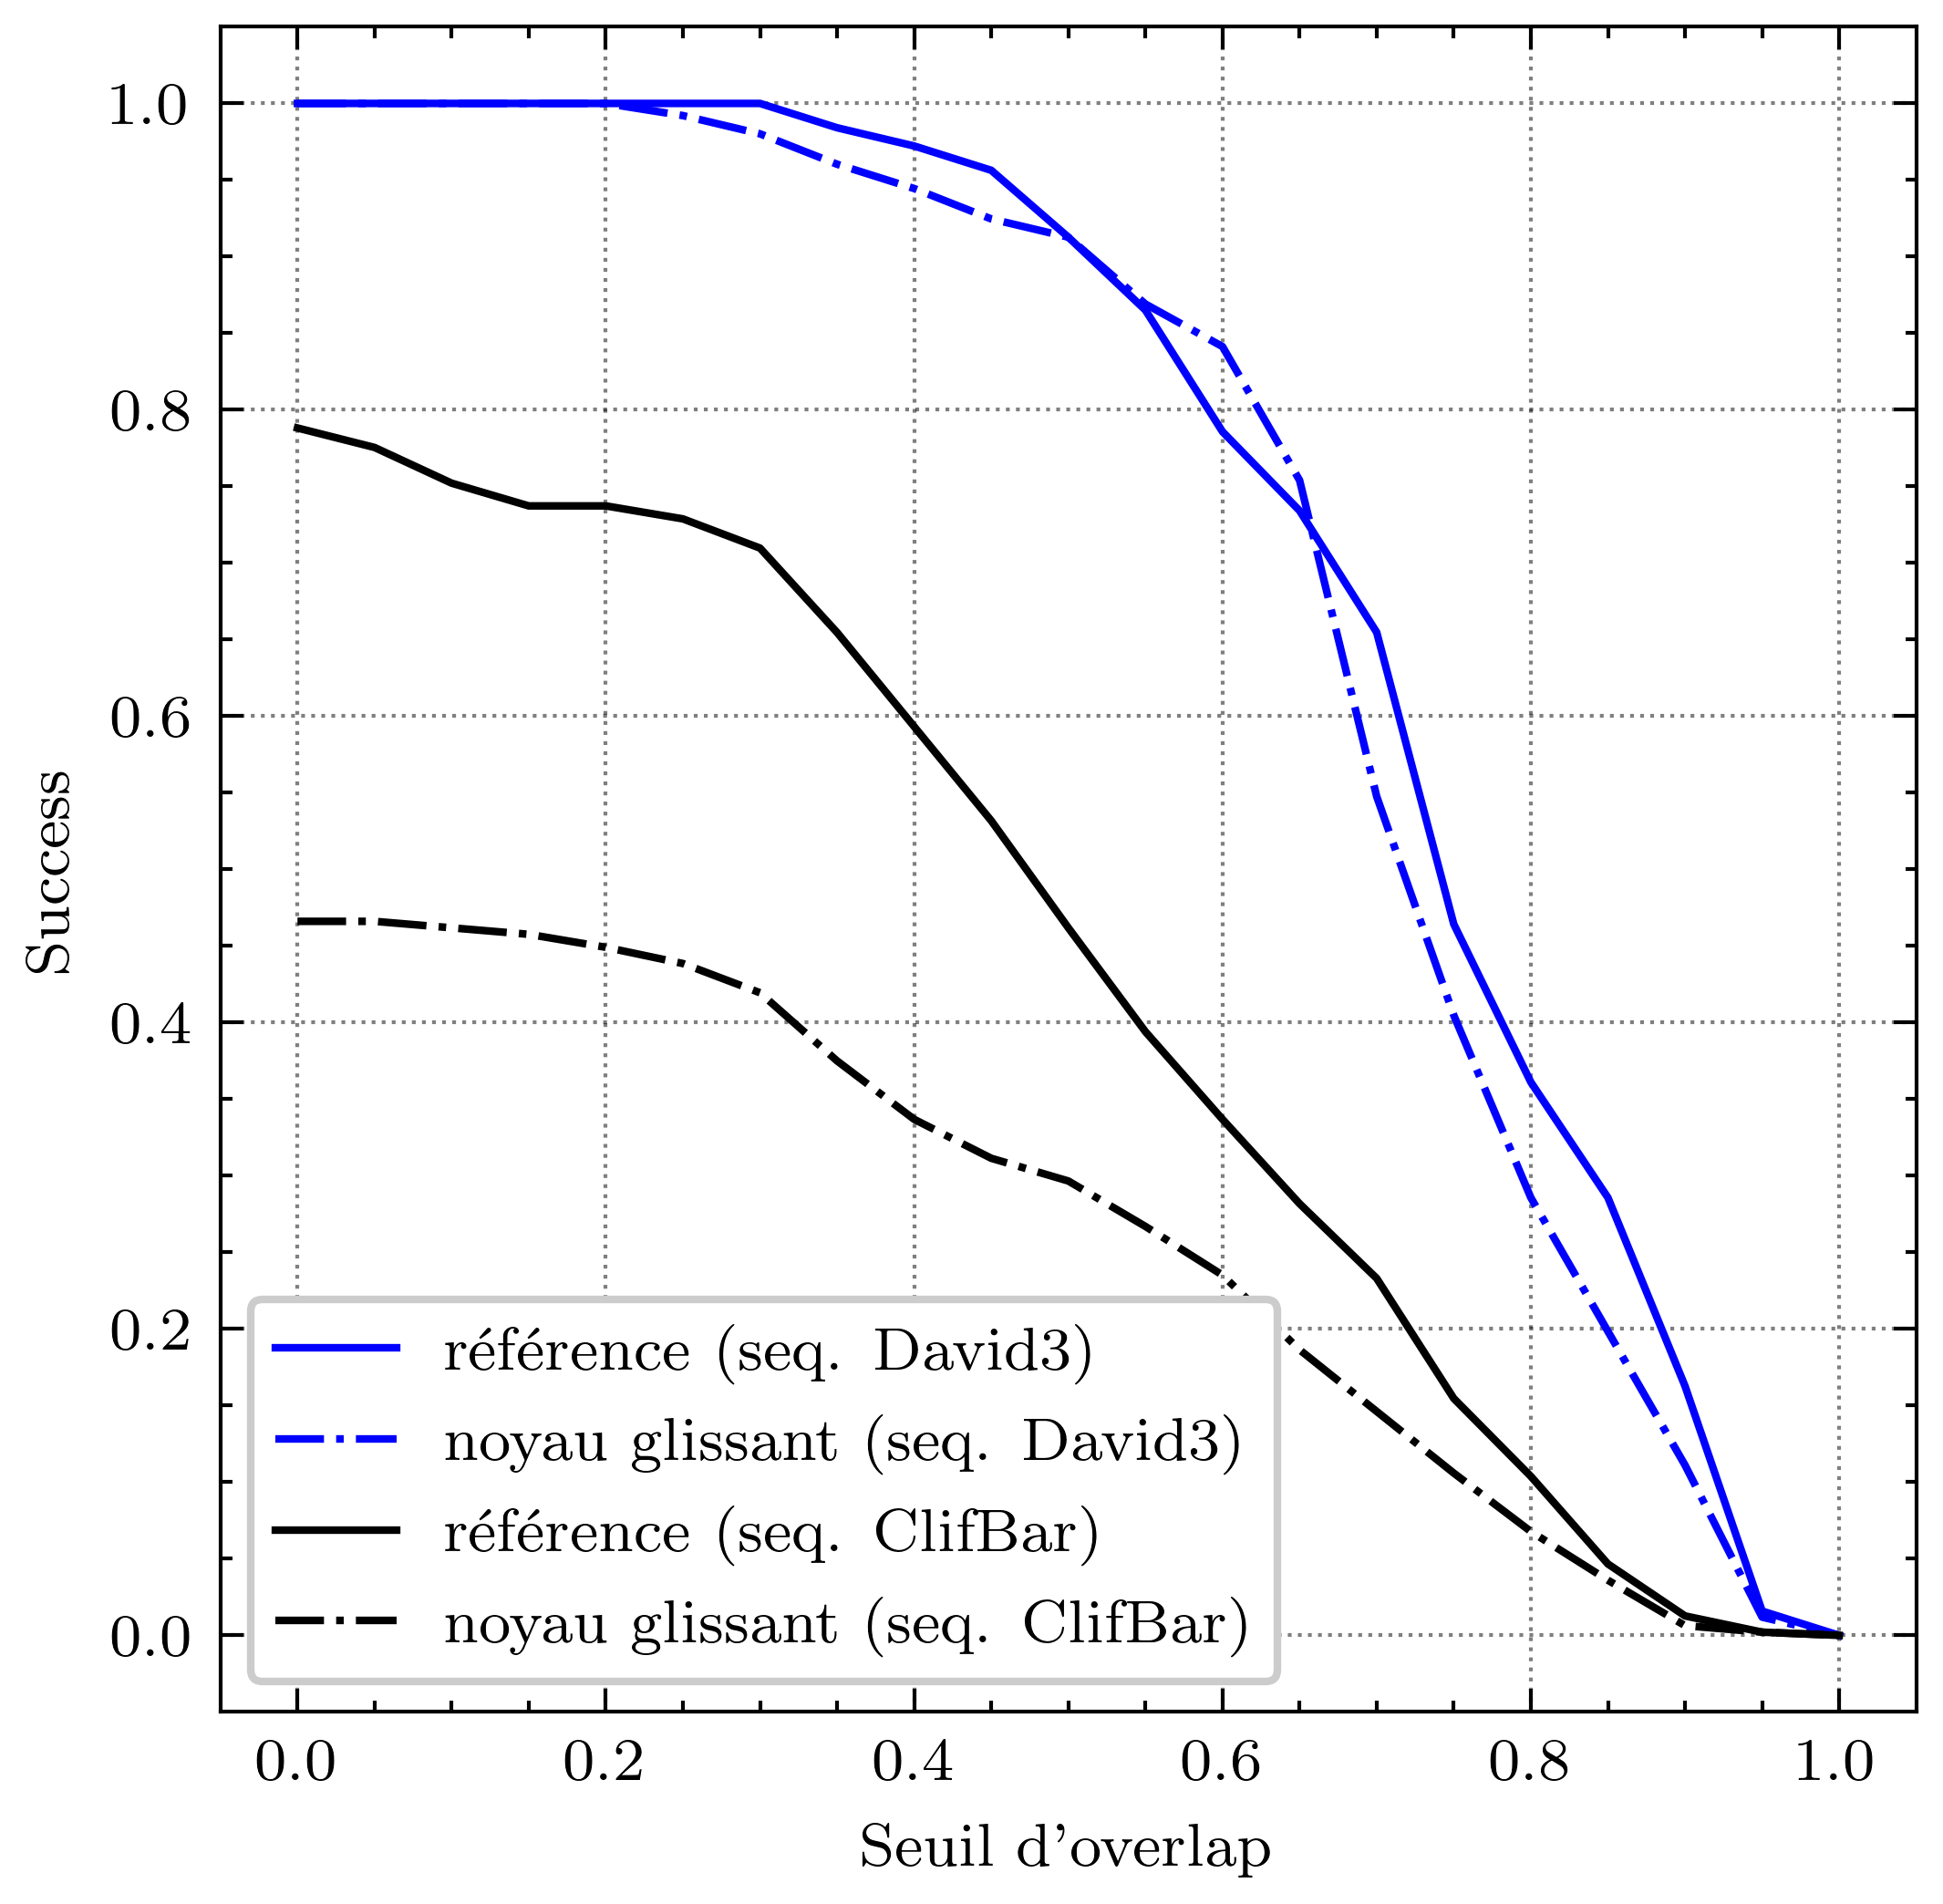 1.0
0.8
0.6
0.4
0.2
0.0
Success
référence (seq. David3)
noyau glissant (seq. David3)
référence (seq. ClifBar)
noyau glissant (seq. ClifBar)
0.0 0.2 0.4 0.6 0.8 1.0
Seuil d'overlap